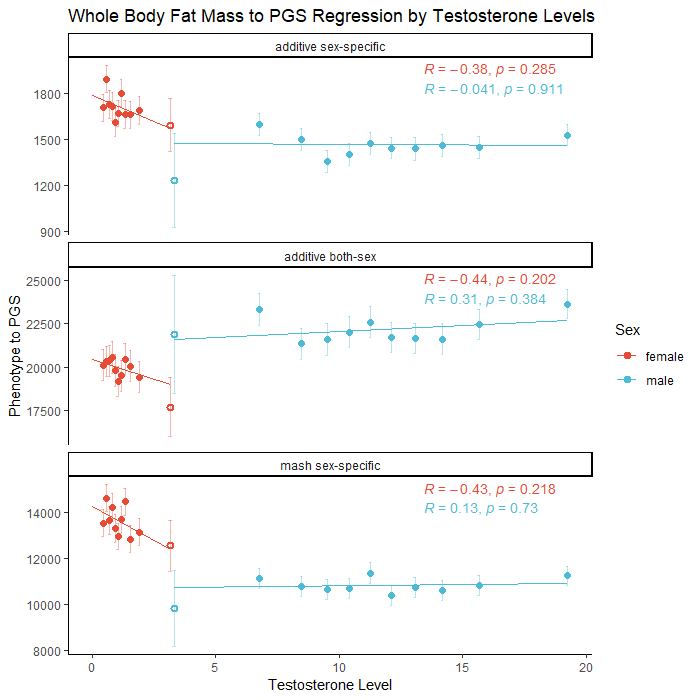 Whole Body Fat Mass to PGS Regression by Testosterone Levels
additive sex-specific
R = −0.38, p = 0.285
R = −0.041, p = 0.911
1800
1500
1200
900
additive both-sex
R = −0.44, p = 0.202
R = 0.31, p = 0.384
25000
22500
20000
17500
Phenotype to PGS
Sex
female
male
mash sex-specific
R = −0.43, p = 0.218
R = 0.13, p = 0.73
14000
12000
10000
8000
0 5 10 15 20
Testosterone Level